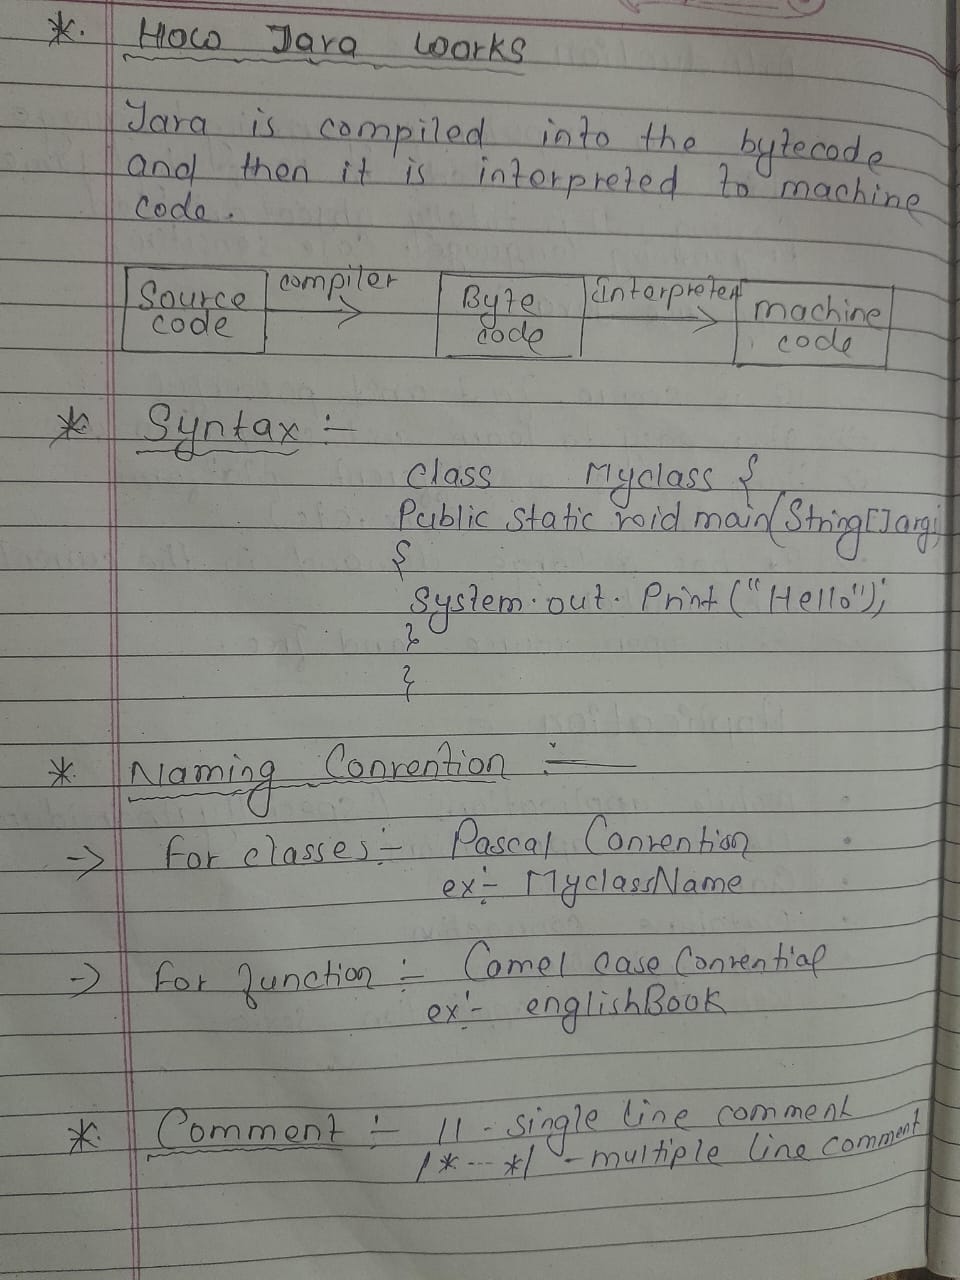 *. How Java works
Java is compiled into the bytecode
and then it is interpreted to machine
code.
Source code
compiler
Byte code
interpreter
machine code
* Syntax :-
Class Myclass {
Public static void main(String[]args)
{
System.out.Print("Hello");
}
}
*. Naming Convention :-
-> For classes :- Pascal Convention
ex :- MyclassName
-> For function :- Camel case Convential
ex :- englishBook
*. Comment :- // - single line comment
/*---*/ - multiple line comment